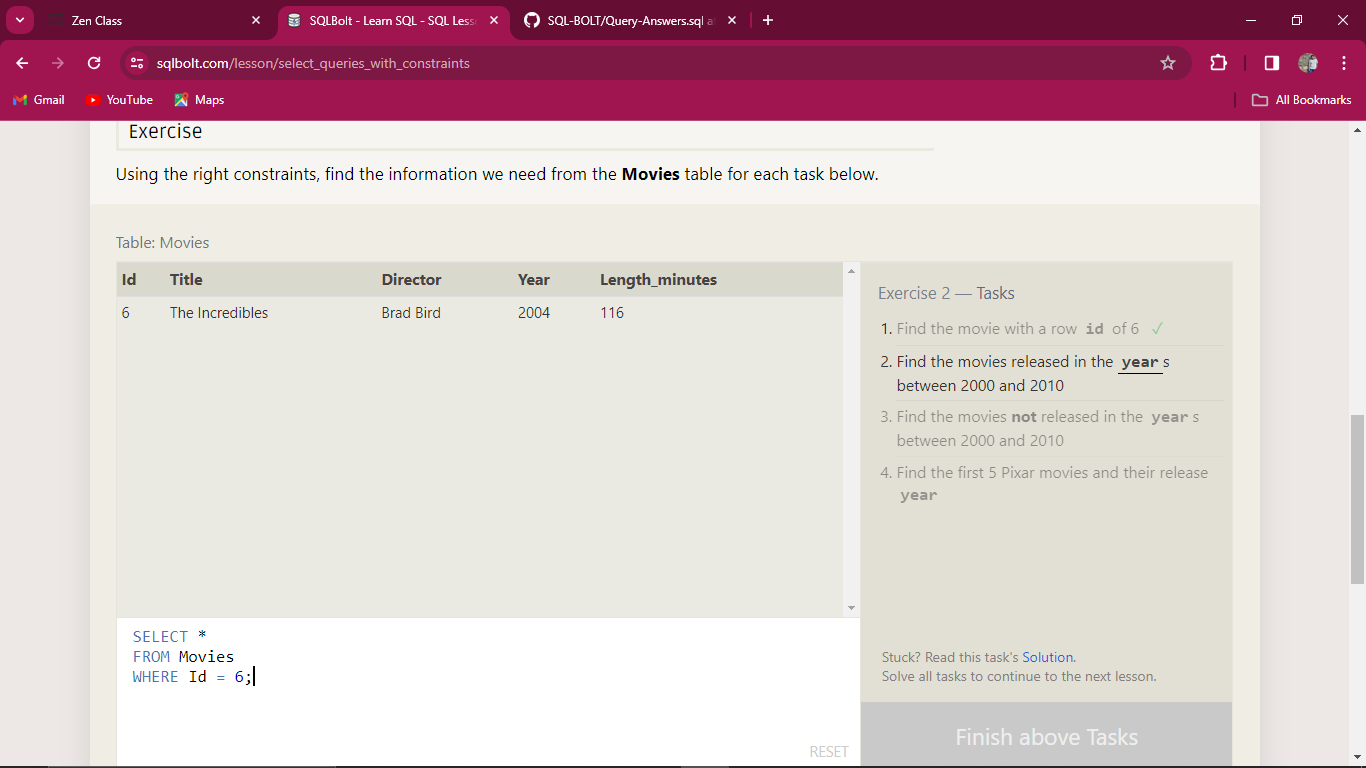 Zen Class
SQLBolt - Learn SQL - SQL Less
SQL-BOLT/Query-Answers.sql a
sqlbolt.com/lesson/select_queries_with_constraints
Gmail
YouTube
Maps
All Bookmarks
Exercise
Using the right constraints, find the information we need from the Movies table for each task below.
Table: Movies
Id Title Director Year Length_minutes
6 The Incredibles Brad Bird 2004 116
Exercise 2 — Tasks
1. Find the movie with a row id of 6 ✓
2. Find the movies released in the year s
between 2000 and 2010
3. Find the movies not released in the year s
between 2000 and 2010
4. Find the first 5 Pixar movies and their release
year
Stuck? Read this task's Solution.
Solve all tasks to continue to the next lesson.
Finish above Tasks
SELECT *
FROM Movies
WHERE Id = 6;
RESET